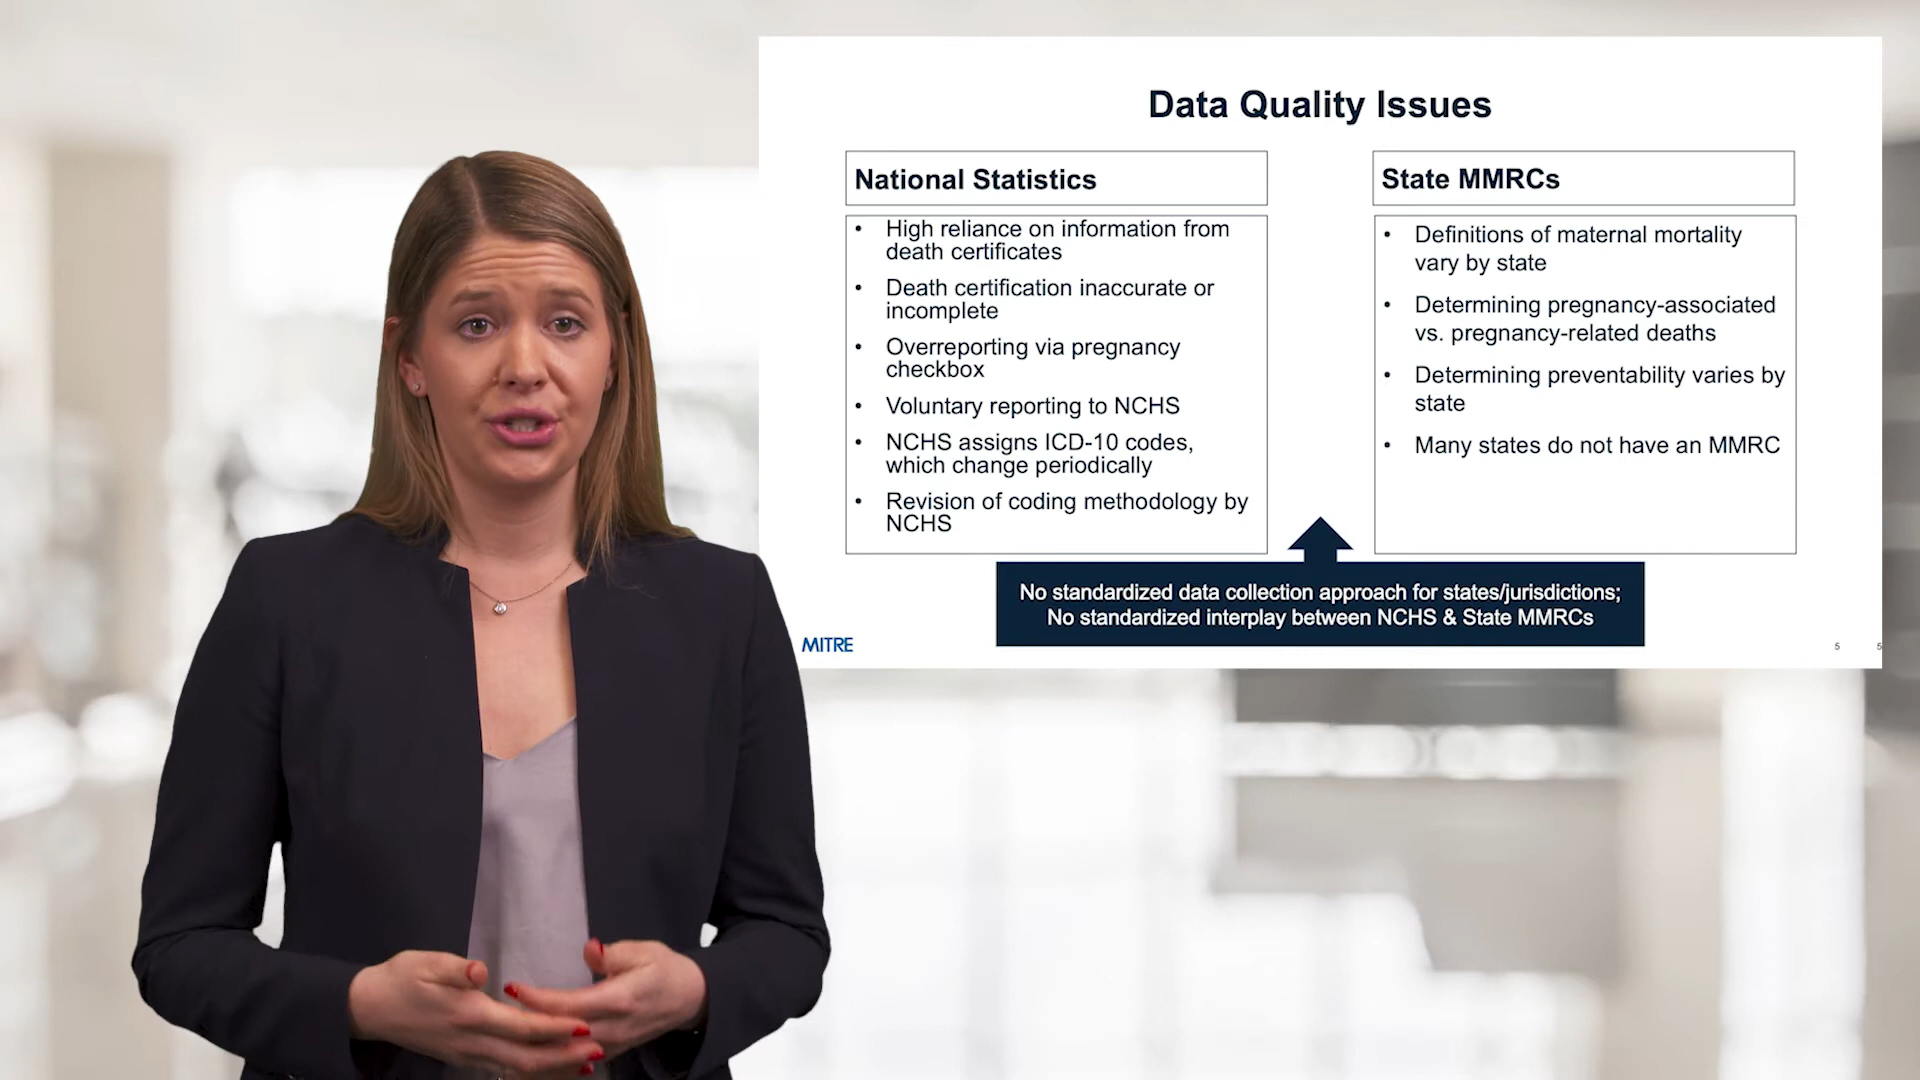 Data Quality Issues
National Statistics
• High reliance on information from
death certificates
• Death certification inaccurate or
incomplete
• Overreporting via pregnancy
checkbox
• Voluntary reporting to NCHS
• NCHS assigns ICD-10 codes,
which change periodically
• Revision of coding methodology by
NCHS
State MMRCs
• Definitions of maternal mortality
vary by state
• Determining pregnancy-associated
vs. pregnancy-related deaths
• Determining preventability varies by
state
• Many states do not have an MMRC
No standardized data collection approach for states/jurisdictions;
No standardized interplay between NCHS & State MMRCs
MITRE
5 5